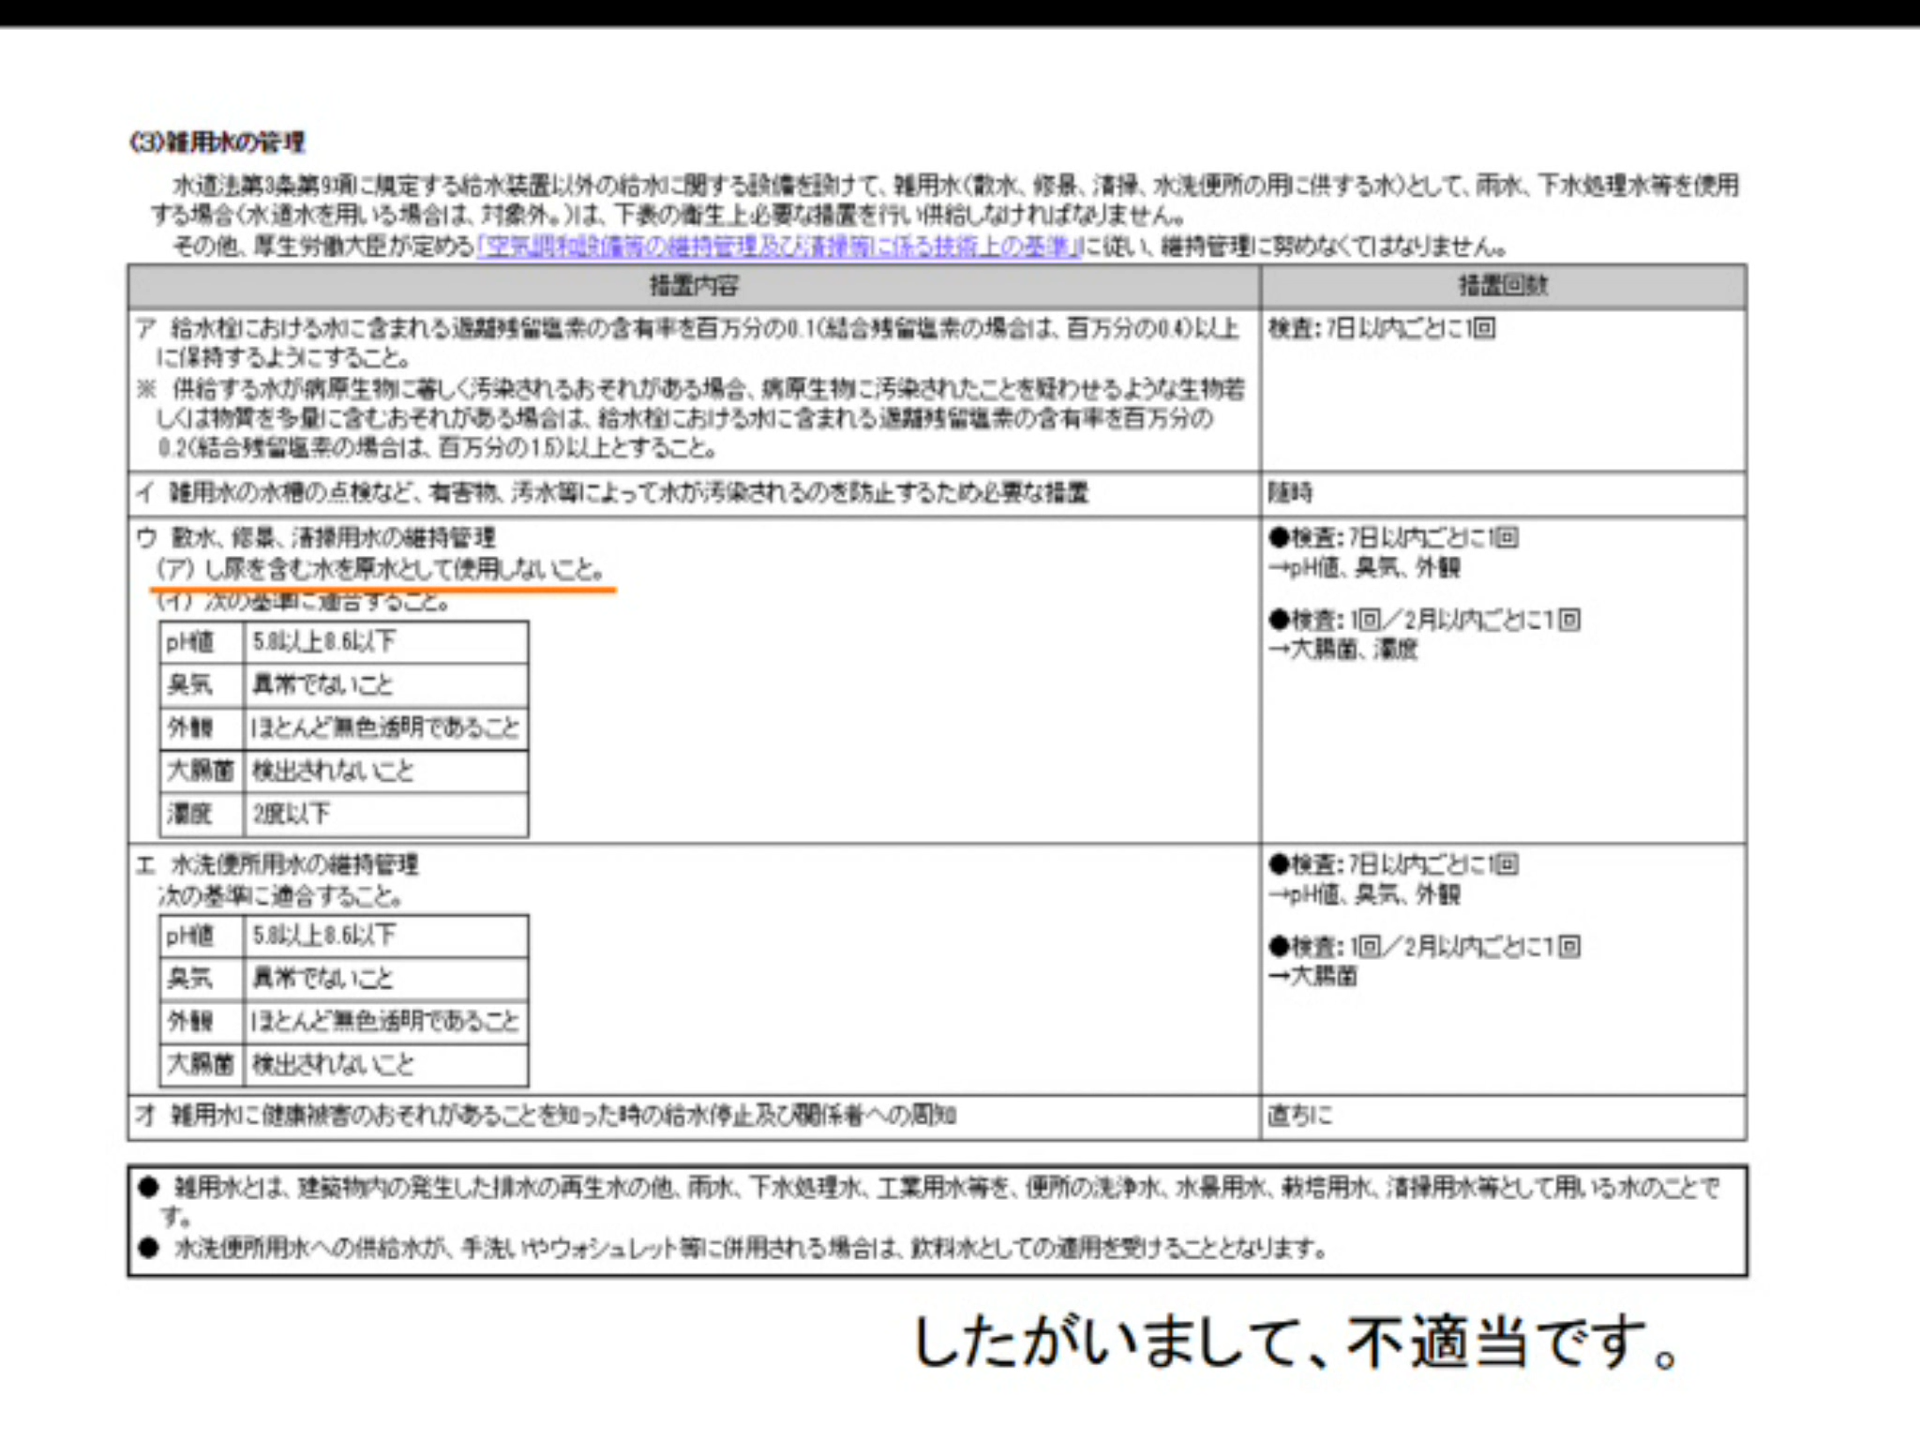 (3)雑用水の管理
水道法第3条第9項に規定する給水装置以外の給水に関する設備を設けて、雑用水(散水、修景、清掃、水洗便所の用に供する水)として、雨水、下水処理水等を使用
する場合(水道水を用いる場合は、対象外。)は、下表の衛生上必要な措置を行い供給しなければなりません。
その他、厚生労働大臣が定める「空気調和設備等の維持管理及び清掃等に係る技術上の基準」に従い、維持管理に努めなくてはなりません。
措置内容 措置回数
ア 給水栓における水に含まれる遊離残留塩素の含有率を百万分の0.1(結合残留塩素の場合は、百万分の0.4)以上 検査:7日以内ごとに1回
に保持するようにすること。
※ 供給する水が病原生物に著しく汚染されるおそれがある場合、病原生物に汚染されたことを疑わせるような生物若
しくは物質を多量に含むおそれがある場合は、給水栓における水に含まれる遊離残留塩素の含有率を百万分の
0.2(結合残留塩素の場合は、百万分の1.5)以上とすること。
イ 雑用水の水槽の点検など、有害物、汚水等によって水が汚染されるのを防止するため必要な措置 随時
ウ 散水、修景、清掃用水の維持管理 ●検査:7日以内ごとに1回
(ア) し尿を含む水を原水として使用しないこと。 →pH値、臭気、外観
(イ) 次の基準に適合すること。 ●検査:1回/2月以内ごとに1回
pH値 5.8以上8.6以下 →大腸菌、濁度
臭気 異常でないこと
外観 ほとんど無色透明であること
大腸菌 検出されないこと
濁度 2度以下
エ 水洗便所用水の維持管理 ●検査:7日以内ごとに1回
次の基準に適合すること。 →pH値、臭気、外観
pH値 5.8以上8.6以下 ●検査:1回/2月以内ごとに1回
臭気 異常でないこと →大腸菌
外観 ほとんど無色透明であること
大腸菌 検出されないこと
オ 雑用水に健康被害のおそれがあることを知った時の給水停止及び関係者への周知 直ちに
● 雑用水とは、建築物内の発生した排水の再生水の他、雨水、下水処理水、工業用水等を、便所の洗浄水、水景用水、栽培用水、清掃用水等として用いる水のことで
す。
● 水洗便所用水への供給水が、手洗いやウォシュレット等に併用される場合は、飲料水としての適用を受けることとなります。
したがいまして、不適当です。